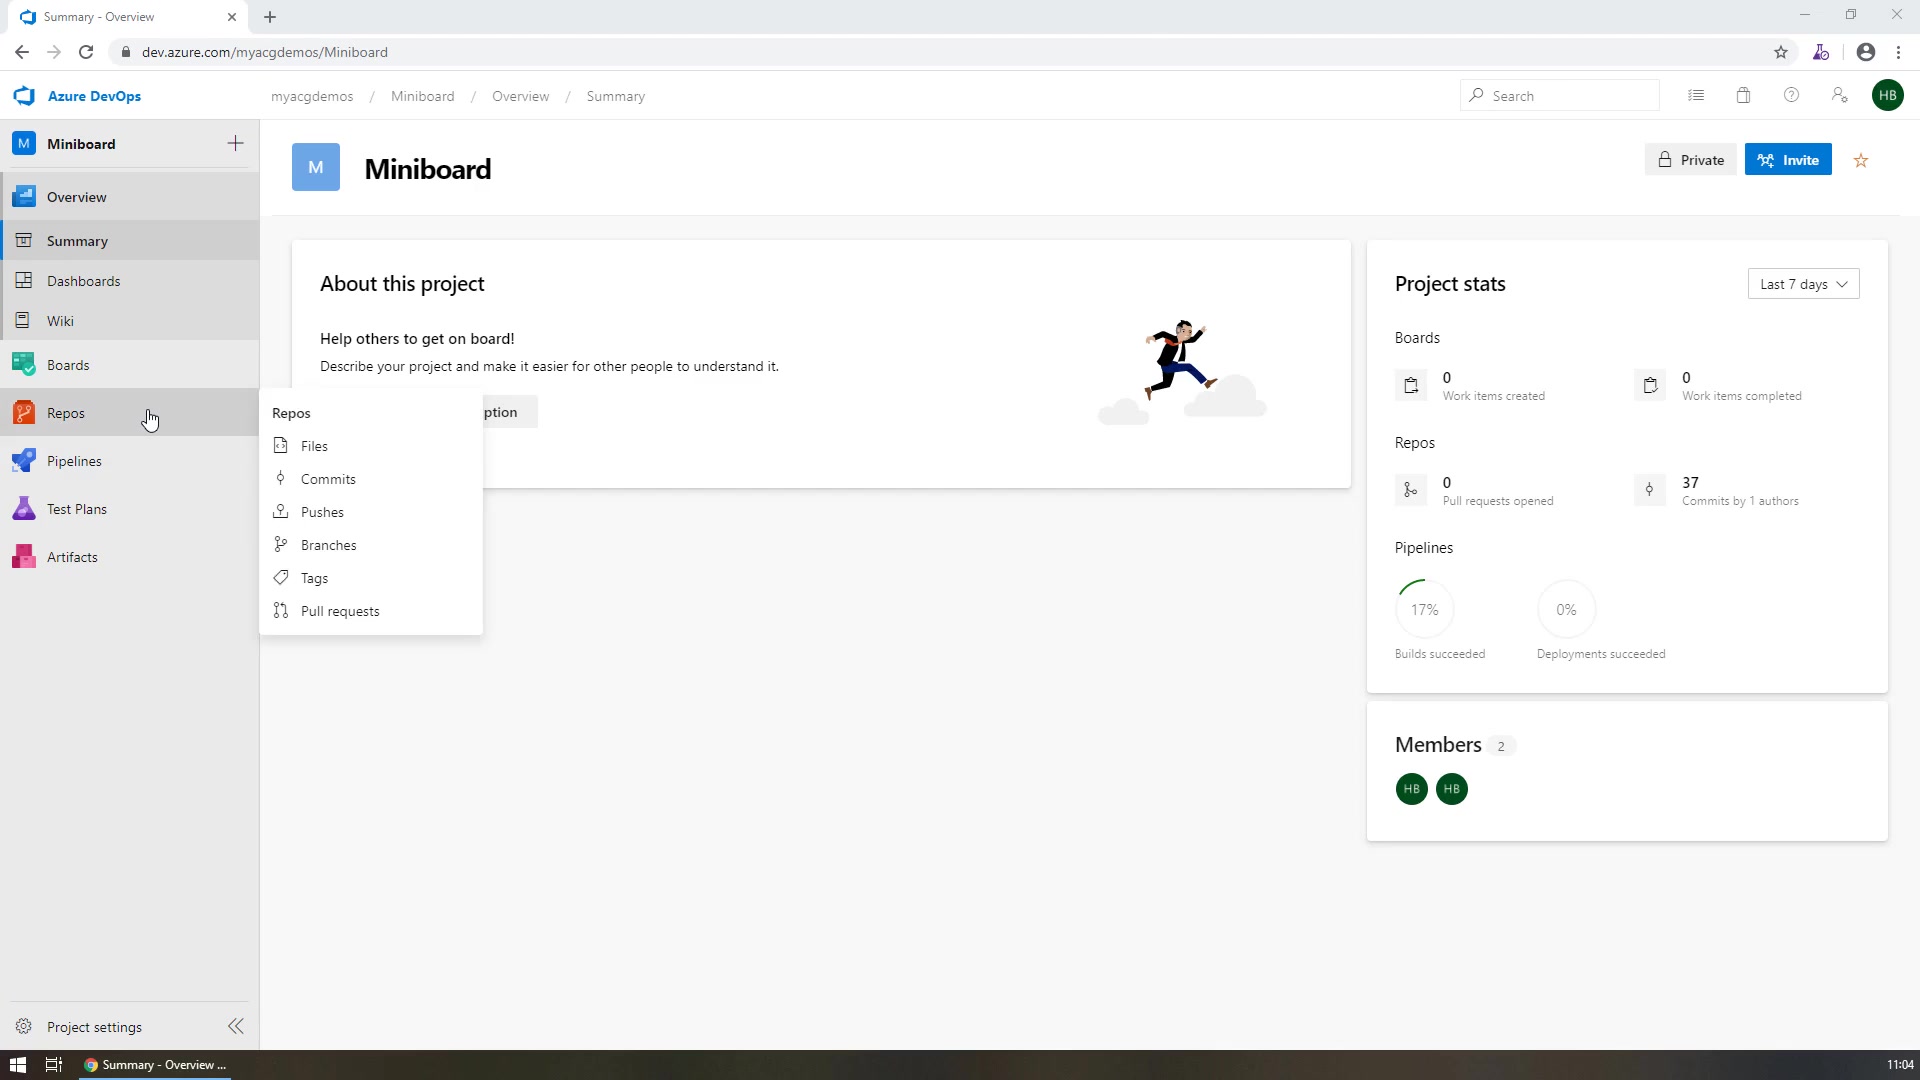 Summary - Overview
dev.azure.com/myacgdemos/Miniboard
Azure DevOps
myacgdemos / Miniboard / Overview / Summary
Search
HB
M Miniboard
Overview
Summary
Dashboards
Wiki
Boards
Repos
Pipelines
Test Plans
Artifacts
Project settings
M
Miniboard
Private
Invite
About this project
Help others to get on board!
Describe your project and make it easier for other people to understand it.
ption
Repos
Files
Commits
Pushes
Branches
Tags
Pull requests
Project stats
Last 7 days
Boards
0
Work items created
0
Work items completed
Repos
0
Pull requests opened
37
Commits by 1 authors
Pipelines
17%
Builds succeeded
0%
Deployments succeeded
Members 2
HB HB
Summary - Overview ...
11:04